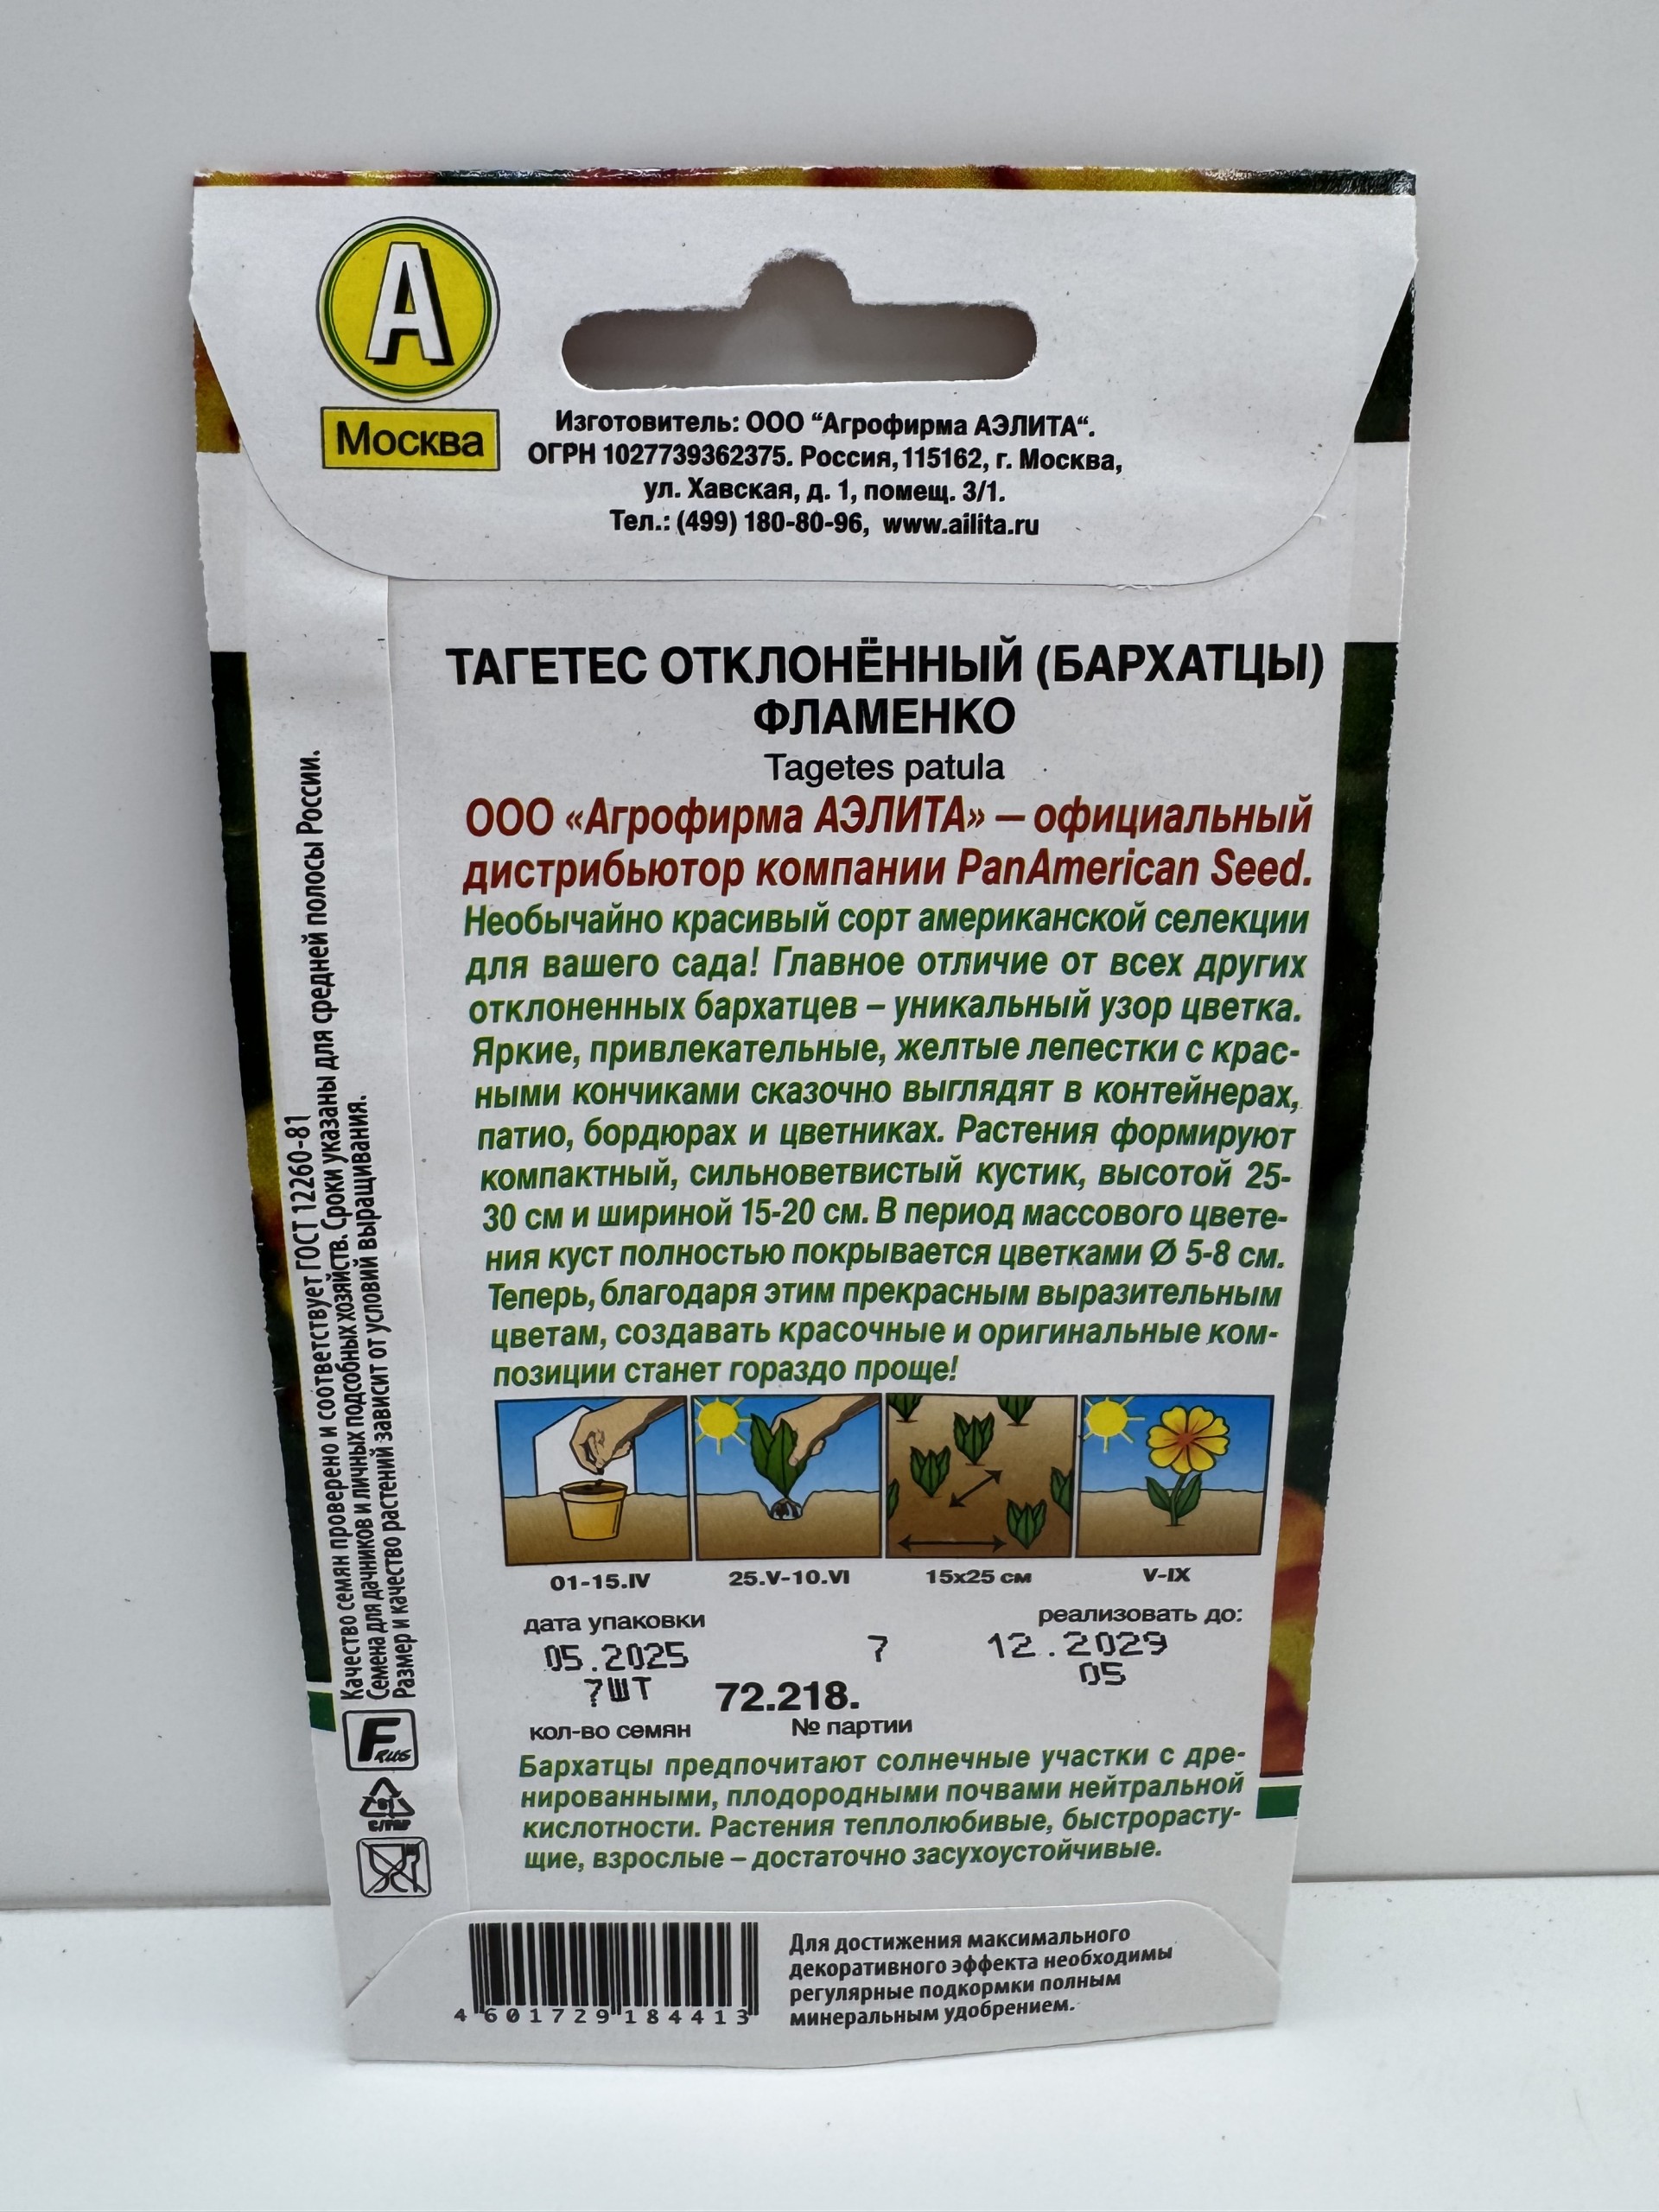 А
Москва
Изготовитель: ООО “Агрофирма АЭЛИТА“.
ОГРН 1027739362375. Россия, 115162, г. Москва,
ул. Хавская, д. 1, помещ. 3/1.
Тел.: (499) 180-80-96, www.ailita.ru
ТАГЕТЕС ОТКЛОНЁННЫЙ (БАРХАТЦЫ)
ФЛАМЕНКО
Tagetes patula
ООО «Агрофирма АЭЛИТА» – официальный
дистрибьютор компании PanAmerican Seed.
Необычайно красивый сорт американской селекции
для вашего сада! Главное отличие от всех других
отклоненных бархатцев – уникальный узор цветка.
Яркие, привлекательные, желтые лепестки с крас-
ными кончиками сказочно выглядят в контейнерах,
патио, бордюрах и цветниках. Растения формируют
компактный, сильноветвистый кустик, высотой 25-
30 см и шириной 15-20 см. В период массового цвете-
ния куст полностью покрывается цветками Ø 5-8 см.
Теперь, благодаря этим прекрасным выразительным
цветам, создавать красочные и оригинальные ком-
позиции станет гораздо проще!
01-15.IV 25.V-10.VI 15x25 см V-IX
дата упаковки реализовать до:
05.2025 7 12.2029
05
7ШТ 72.218.
кол-во семян № партии
Бархатцы предпочитают солнечные участки с дре-
нированными, плодородными почвами нейтральной
кислотности. Растения теплолюбивые, быстрорасту-
щие, взрослые – достаточно засухоустойчивые.
Качество семян проверено и соответствует ГОСТ 12260-81
Семена для дачников и личных подсобных хозяйств. Сроки указаны для средней полосы России.
Размер и качество растений зависит от условий выращивания.
F RUS
81
C/PAP
4 601729 184413
Для достижения максимального
декоративного эффекта необходимы
регулярные подкормки полным
минеральным удобрением.